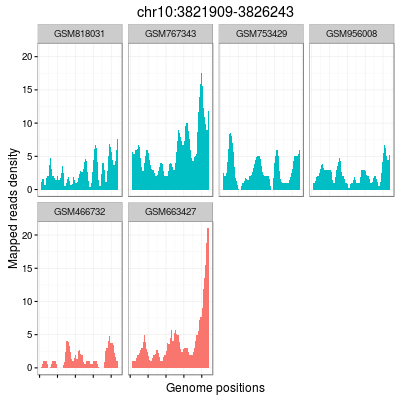 chr10:3821909-3826243
GSM818031 GSM767343 GSM753429 GSM956008
20
15
10
5
0
GSM466732 GSM663427
20
15
10
5
0
Mapped reads density
Genome positions